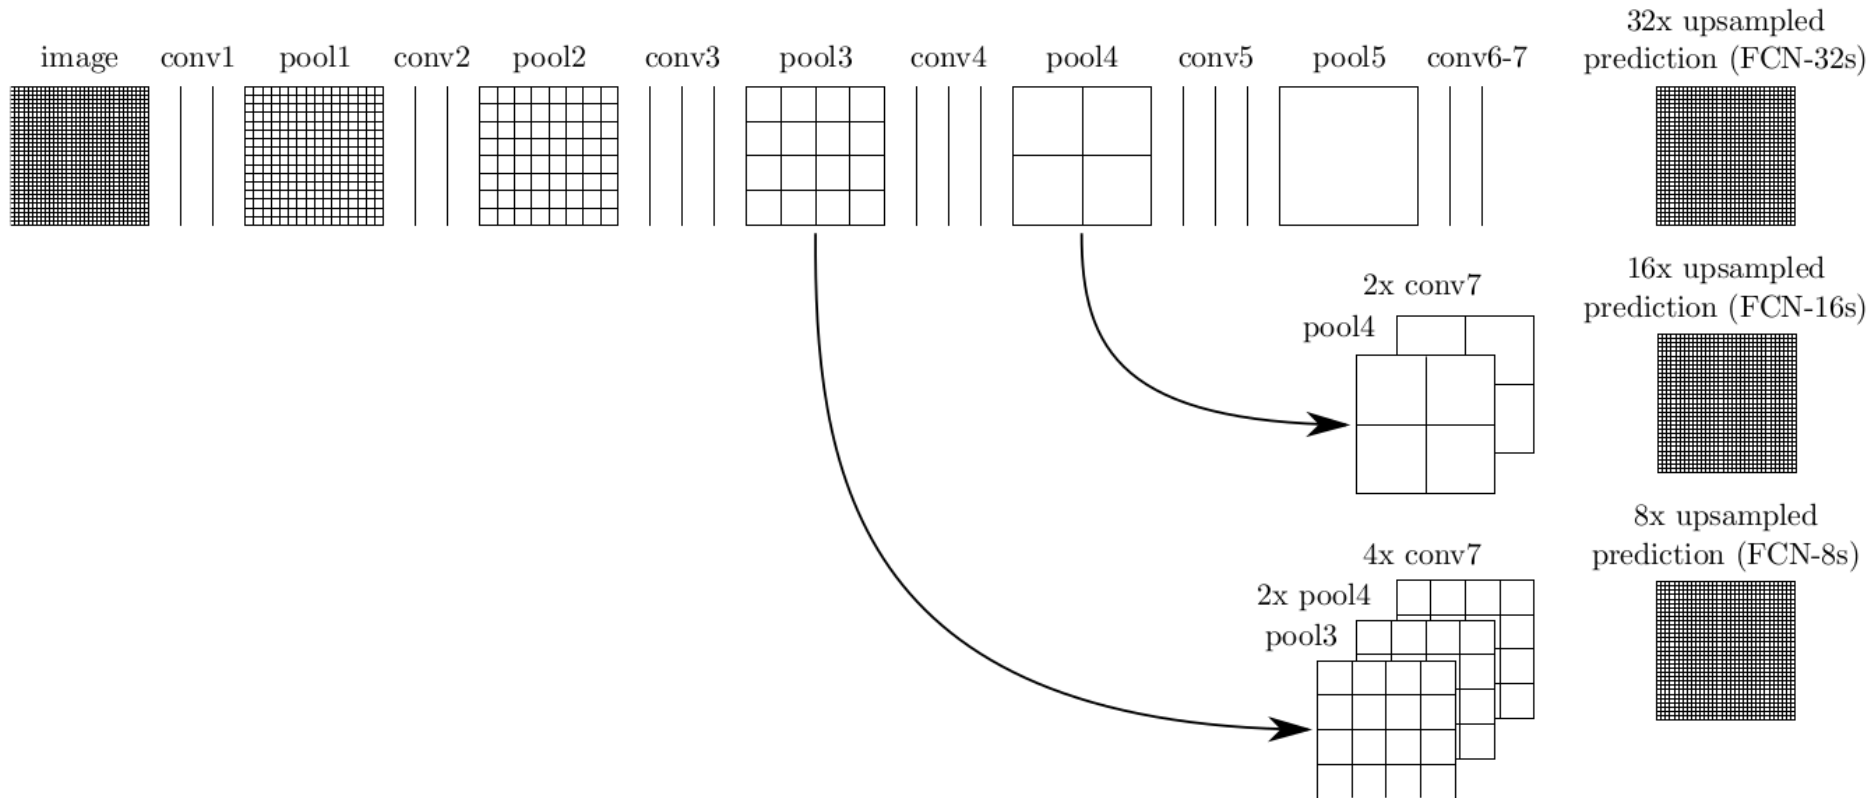 image conv1 pool1 conv2 pool2 conv3 pool3 conv4 pool4 conv5 pool5 conv6-7
32x upsampled
prediction (FCN-32s)
16x upsampled
prediction (FCN-16s)
2x conv7
pool4
8x upsampled
prediction (FCN-8s)
4x conv7
2x pool4
pool3